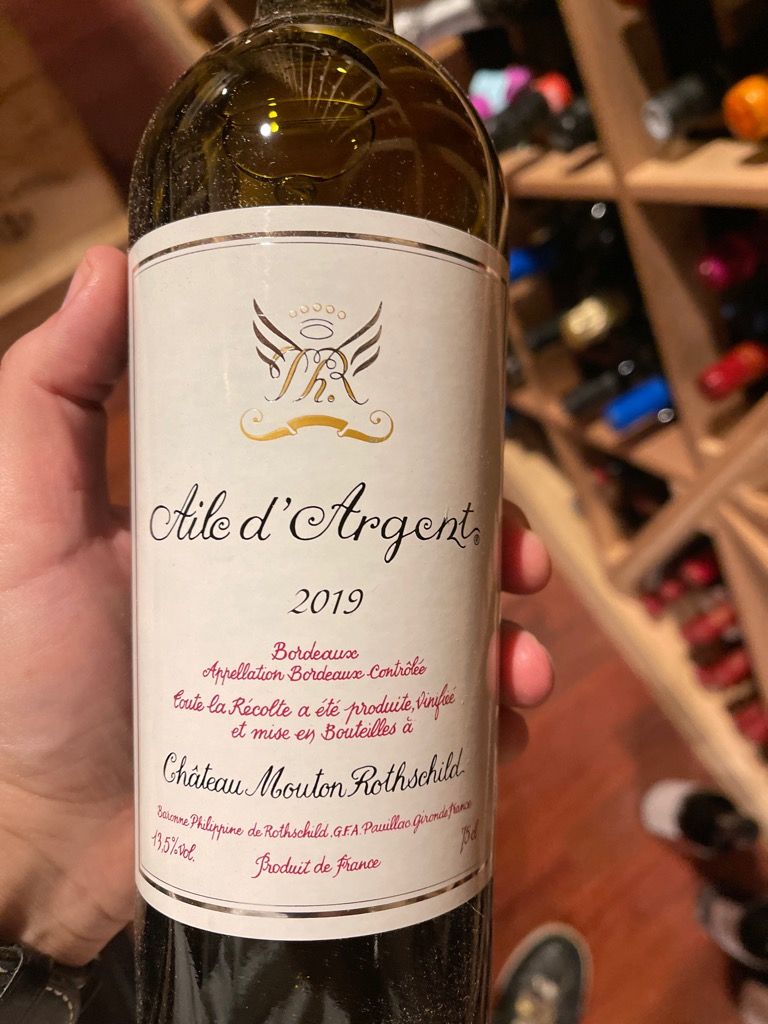 Th.R
Aile d'Argent®
2019
Bordeaux
Appellation Bordeaux Contrôlée
Toute la Récolte a été produite, Vinifiée
et mise en Bouteilles à
Château Mouton Rothschild
Baronne Philippine de Rothschild, G.F.A. Pauillac. Gironde France
13,5% vol. 75 cl
Produit de France